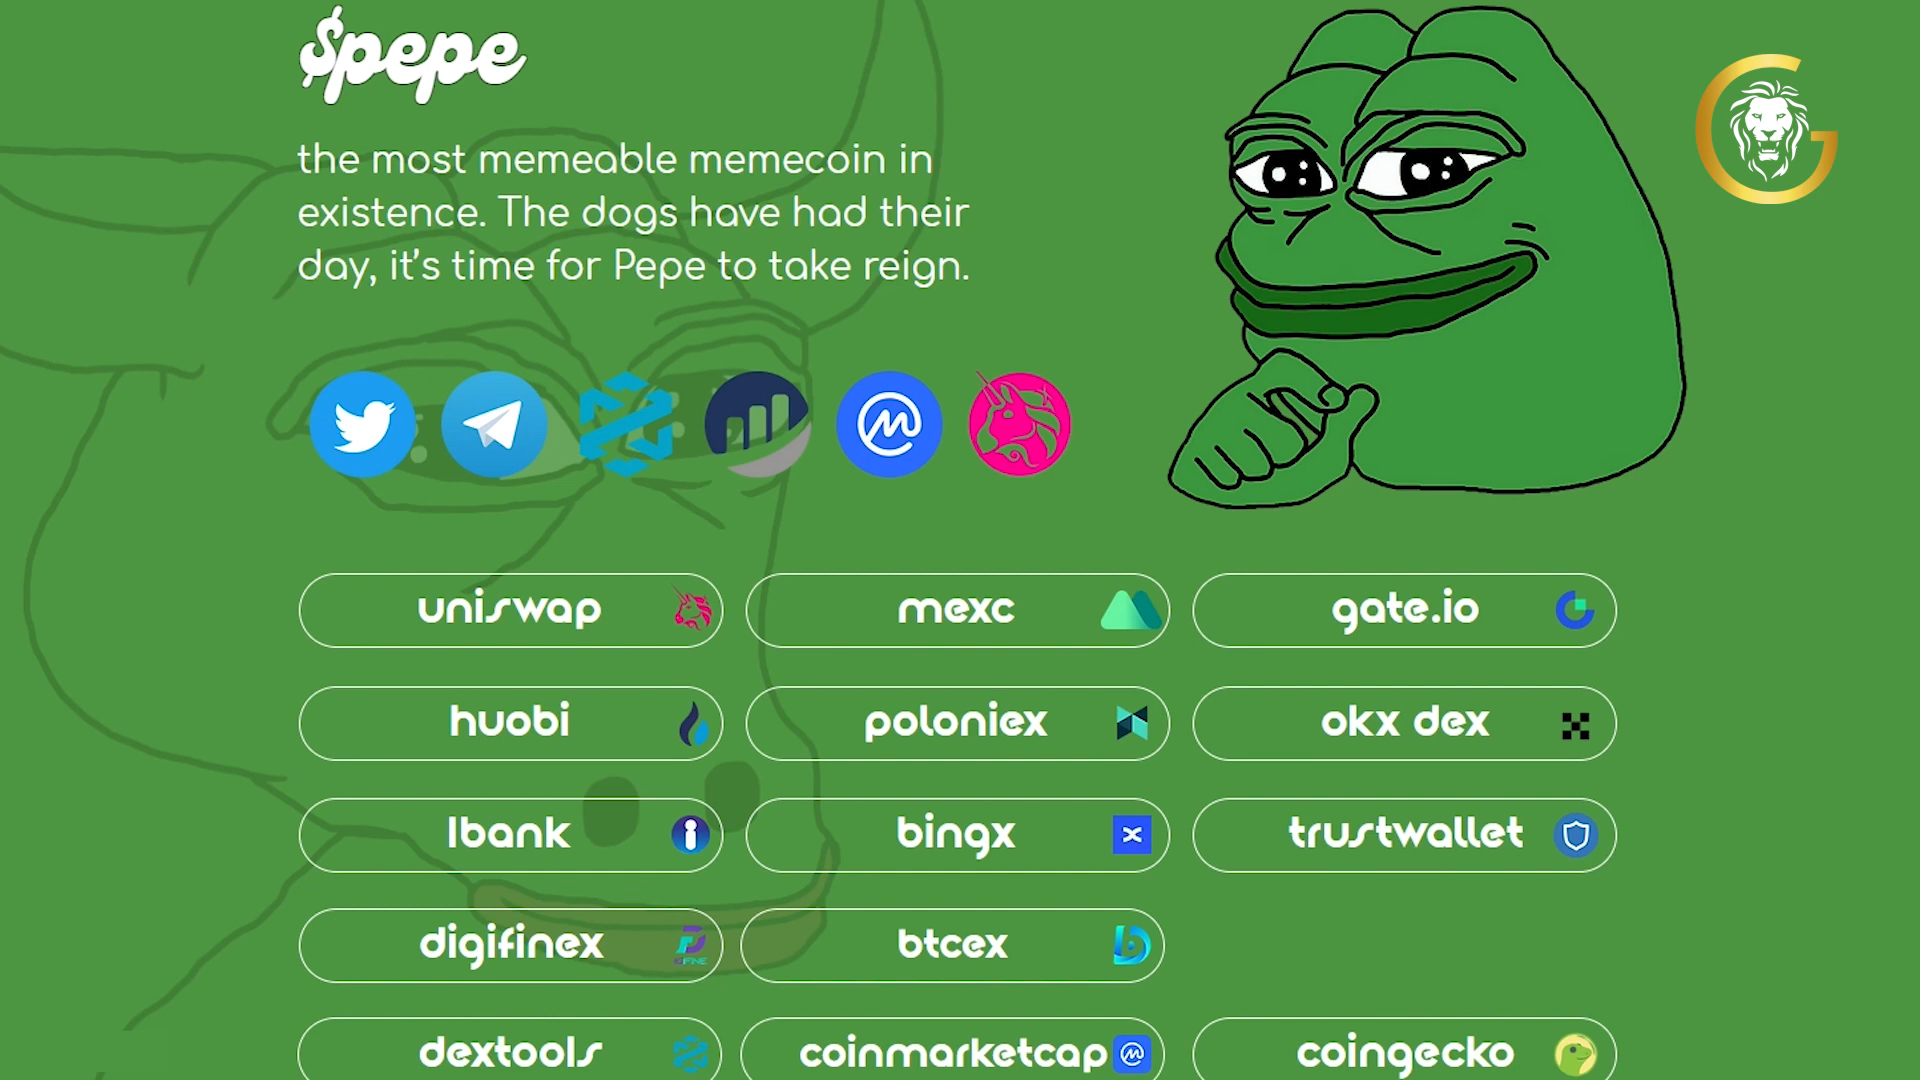 $pepe
the most memeable memecoin in
existence. The dogs have had their
day, it's time for Pepe to take reign.
uniswap
mexc
gate.io
huobi
poloniex
okx dex
lbank
bingx
trustwallet
digifinex
btcex
dextools
coinmarketcap
coingecko